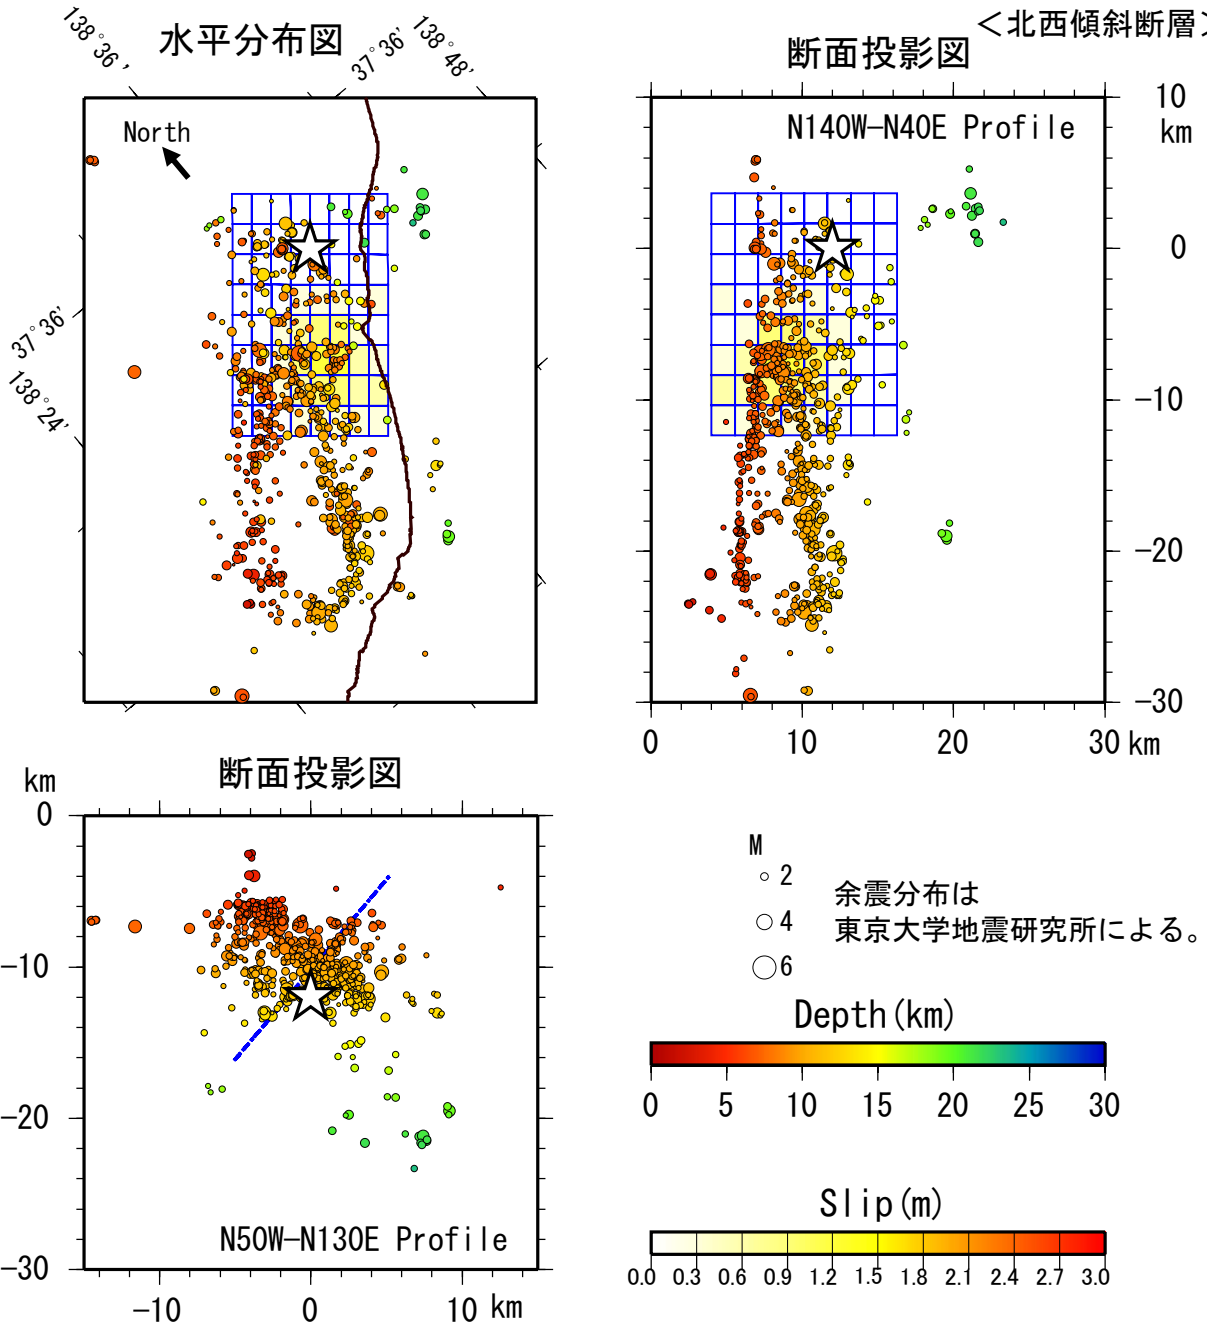 水平分布図
138°36'
37°36'
138°48'
North
37°36'
138°24'
<北西傾斜断層>
断面投影図
N140W-N40E Profile
10
km
0
-10
-20
-30
0
10
20
30 km
断面投影図
km
0
-10
-20
-30
N50W-N130E Profile
-10
0
10
km
M
2
4
6
余震分布は
東京大学地震研究所による。
Depth(km)
0 5 10 15 20 25 30
Slip(m)
0.0 0.3 0.6 0.9 1.2 1.5 1.8 2.1 2.4 2.7 3.0